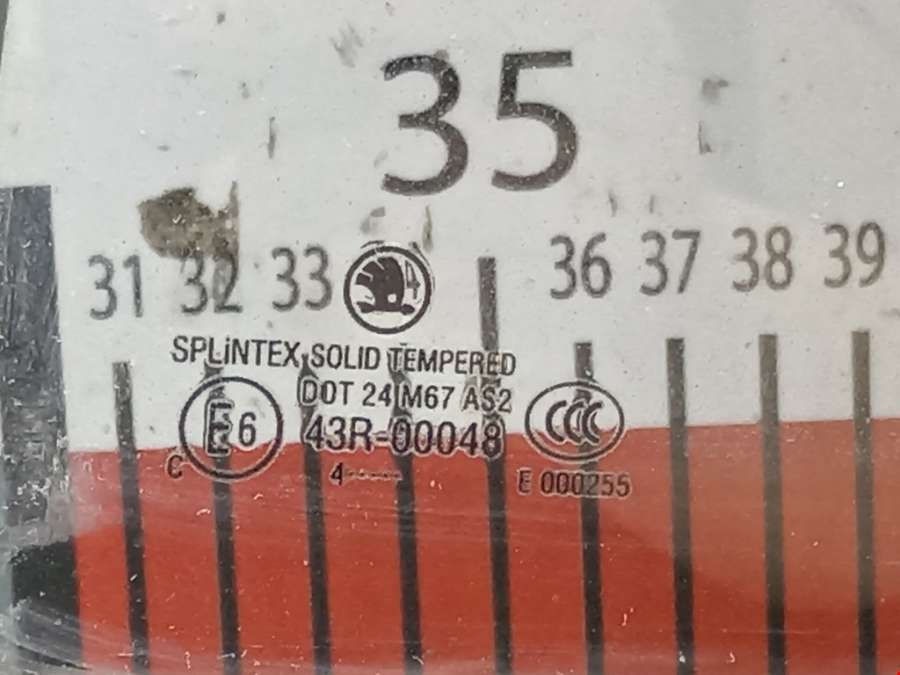 35
31 32 33 36 37 38 39
SPLiNTEX SOLID TEMPERED
DOT 24 M67 AS2
E6 43R-00048 CCC
C 4----- E 000255